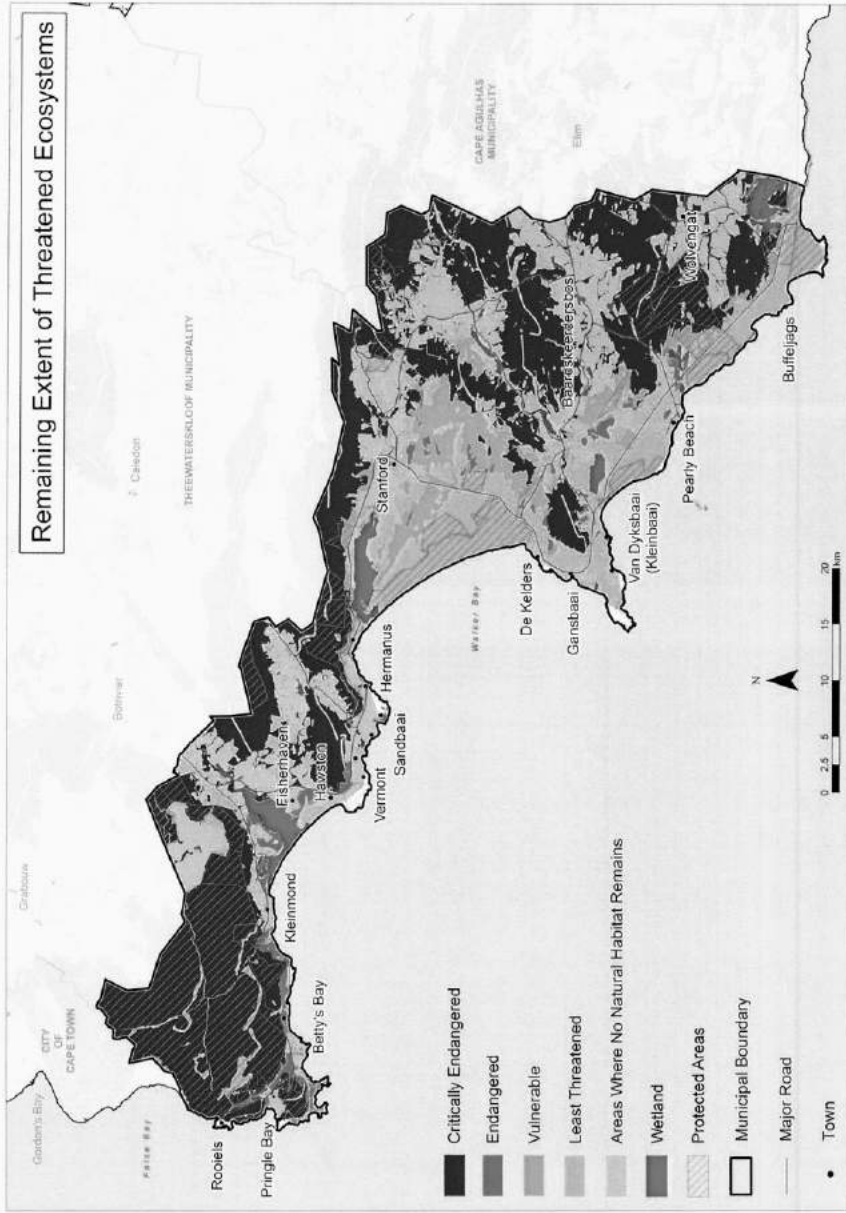 Remaining Extent of Threatened Ecosystems
Gordon's Bay
CITY
OF
CAPE TOWN
Grabouw
Botrivier
Caledon
THEEWATERSKLOOF MUNICIPALITY
CAPE AGULHAS
MUNICIPALITY
Elim
False Bay
Rooiels
Pringle Bay
Betty's Bay
Kleinmond
Fisherhaven
Hawston
Vermont
Sandbaai
Hermanus
Stanford
Walker Bay
De Kelders
Gansbaai
Van Dyksbaai
(Kleinbaai)
Baardskeerdersbos
Pearly Beach
Wolvengat
Buffeljags
Critically Endangered
Endangered
Vulnerable
Least Threatened
Areas Where No Natural Habitat Remains
Wetland
Protected Areas
Municipal Boundary
Major Road
Town
N
0 2.5 5 10 15 20
km